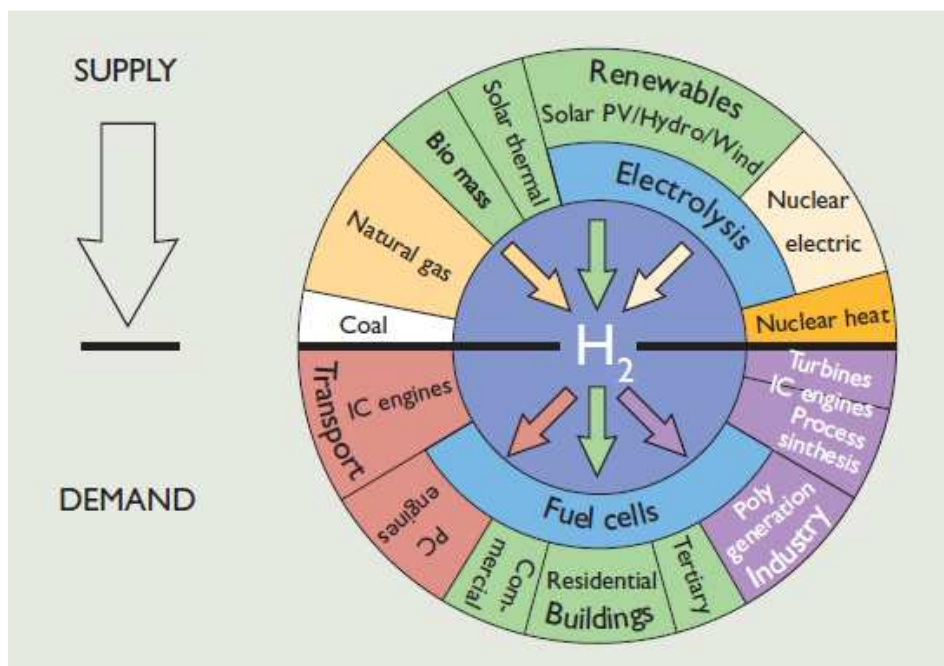 SUPPLY
Renewables
Solar PV/Hydro/Wind
Solar thermal
Bio mass
Electrolysis
Nuclear
electric
Natural gas
Coal
Nuclear heat
H2
Transport
IC engines
Turbines
IC engines
Process
sinthesis
DEMAND
PC
engines
Fuel cells
Poly
generation
Industry
Com-
mercial
Residential
Buildings
Tertiary